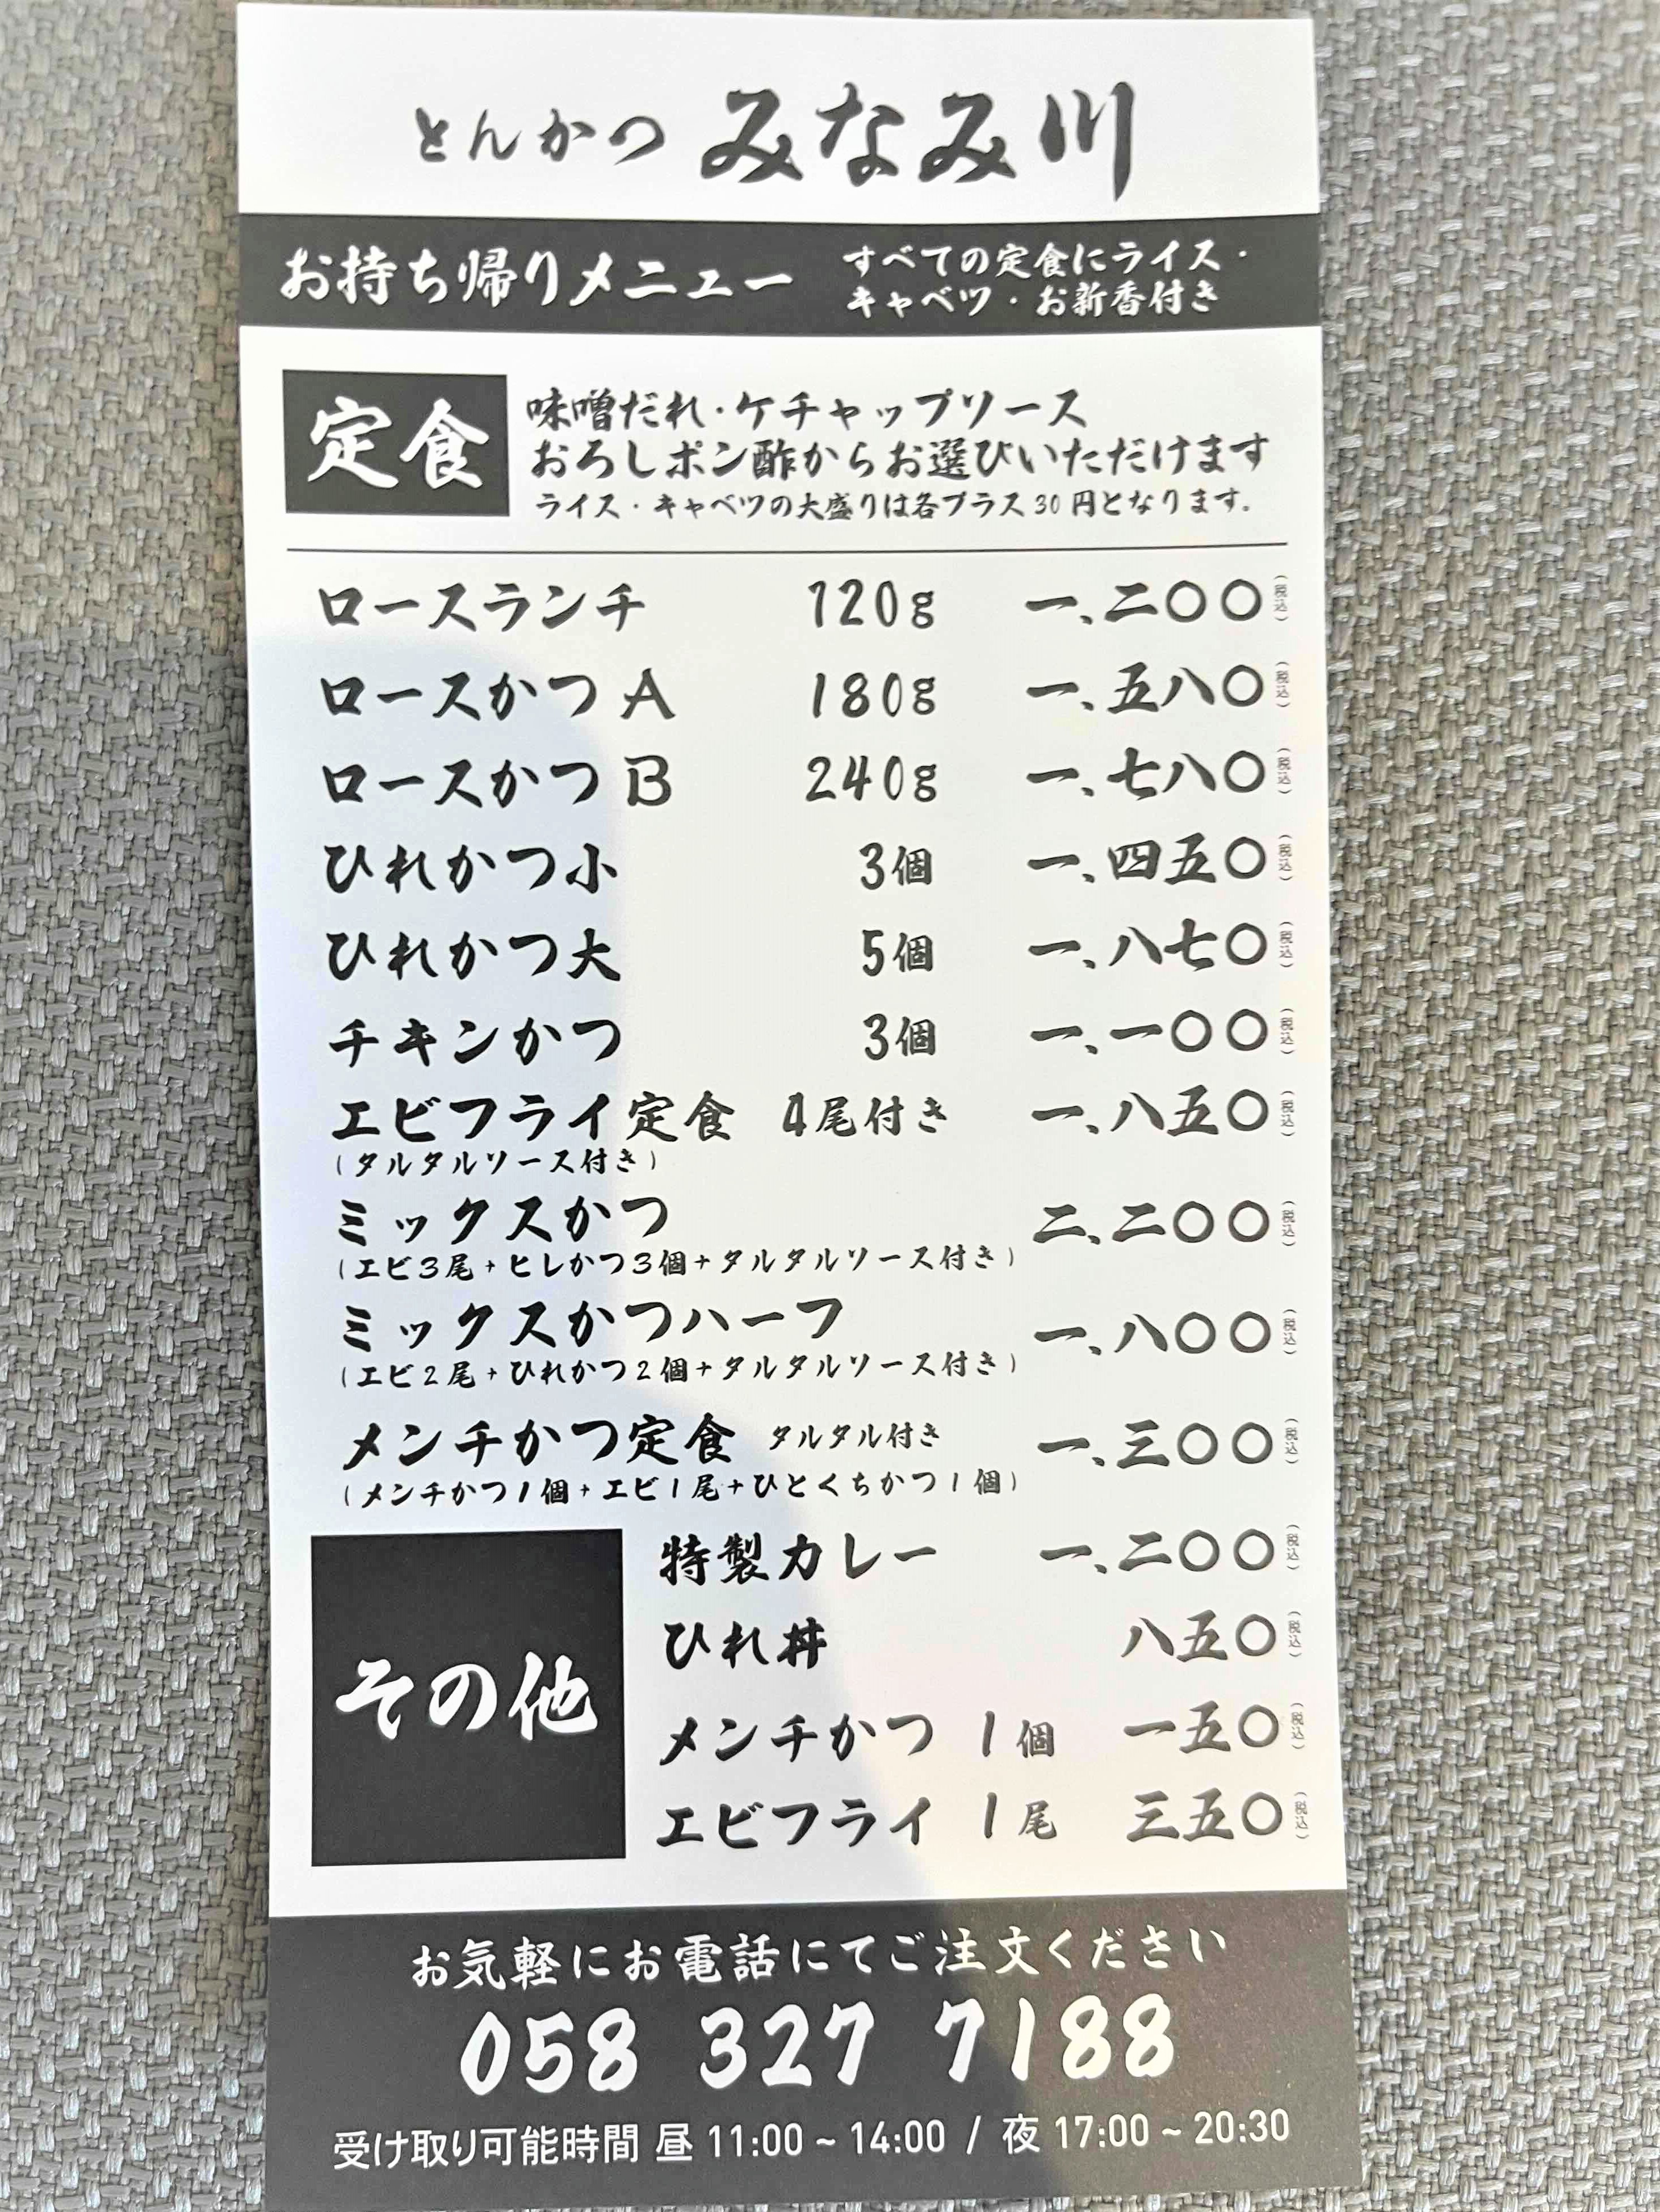 とんかつ みなみ川
お持ち帰りメニュー
すべての定食にライス・
キャベツ・お新香付き
定食
味噌だれ・ケチャップソース
おろしポン酢からお選びいただけます
ライス・キャベツの大盛りは各プラス30円となります.
ロースランチ 120g 一、二〇〇(税込)
ロースかつA 180g 一、五八〇(税込)
ロースかつB 240g 一、七八〇(税込)
ひれかつ小 3個 一、四五〇(税込)
ひれかつ大 5個 一、八七〇(税込)
チキンかつ 3個 一、一〇〇(税込)
エビフライ定食 4尾付き 一、八五〇(税込)
(タルタルソース付き)
ミックスかつ 二、二〇〇(税込)
(エビ3尾+ヒレかつ3個+タルタルソース付き)
ミックスかつハーフ 一、八〇〇(税込)
(エビ2尾+ひれかつ2個+タルタルソース付き)
メンチかつ定食 タルタル付き 一、三〇〇(税込)
(メンチかつ1個+エビ1尾+ひとくちかつ1個)
その他
特製カレー 一、二〇〇(税込)
ひれ丼 八五〇(税込)
メンチかつ 1個 一五〇(税込)
エビフライ 1尾 三五〇(税込)
お気軽にお電話にてご注文ください
058 327 7188
受け取り可能時間 昼 11:00~14:00 / 夜 17:00~20:30